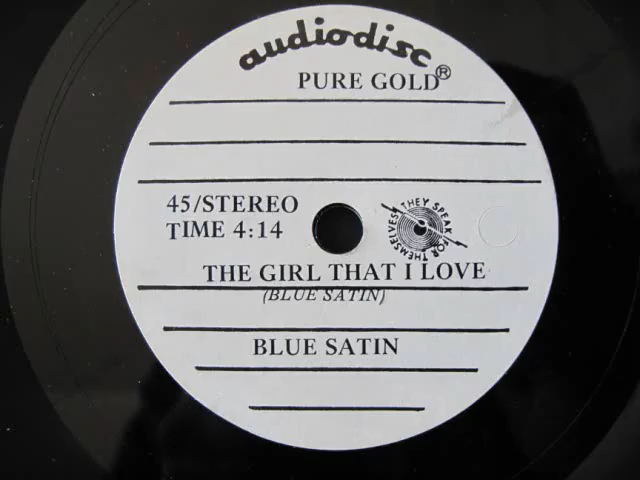 audiodisc®
PURE GOLD
45/STEREO
TIME 4:14
THEY SPEAK FOR THEMSELVES
THE GIRL THAT I LOVE
(BLUE SATIN)
BLUE SATIN